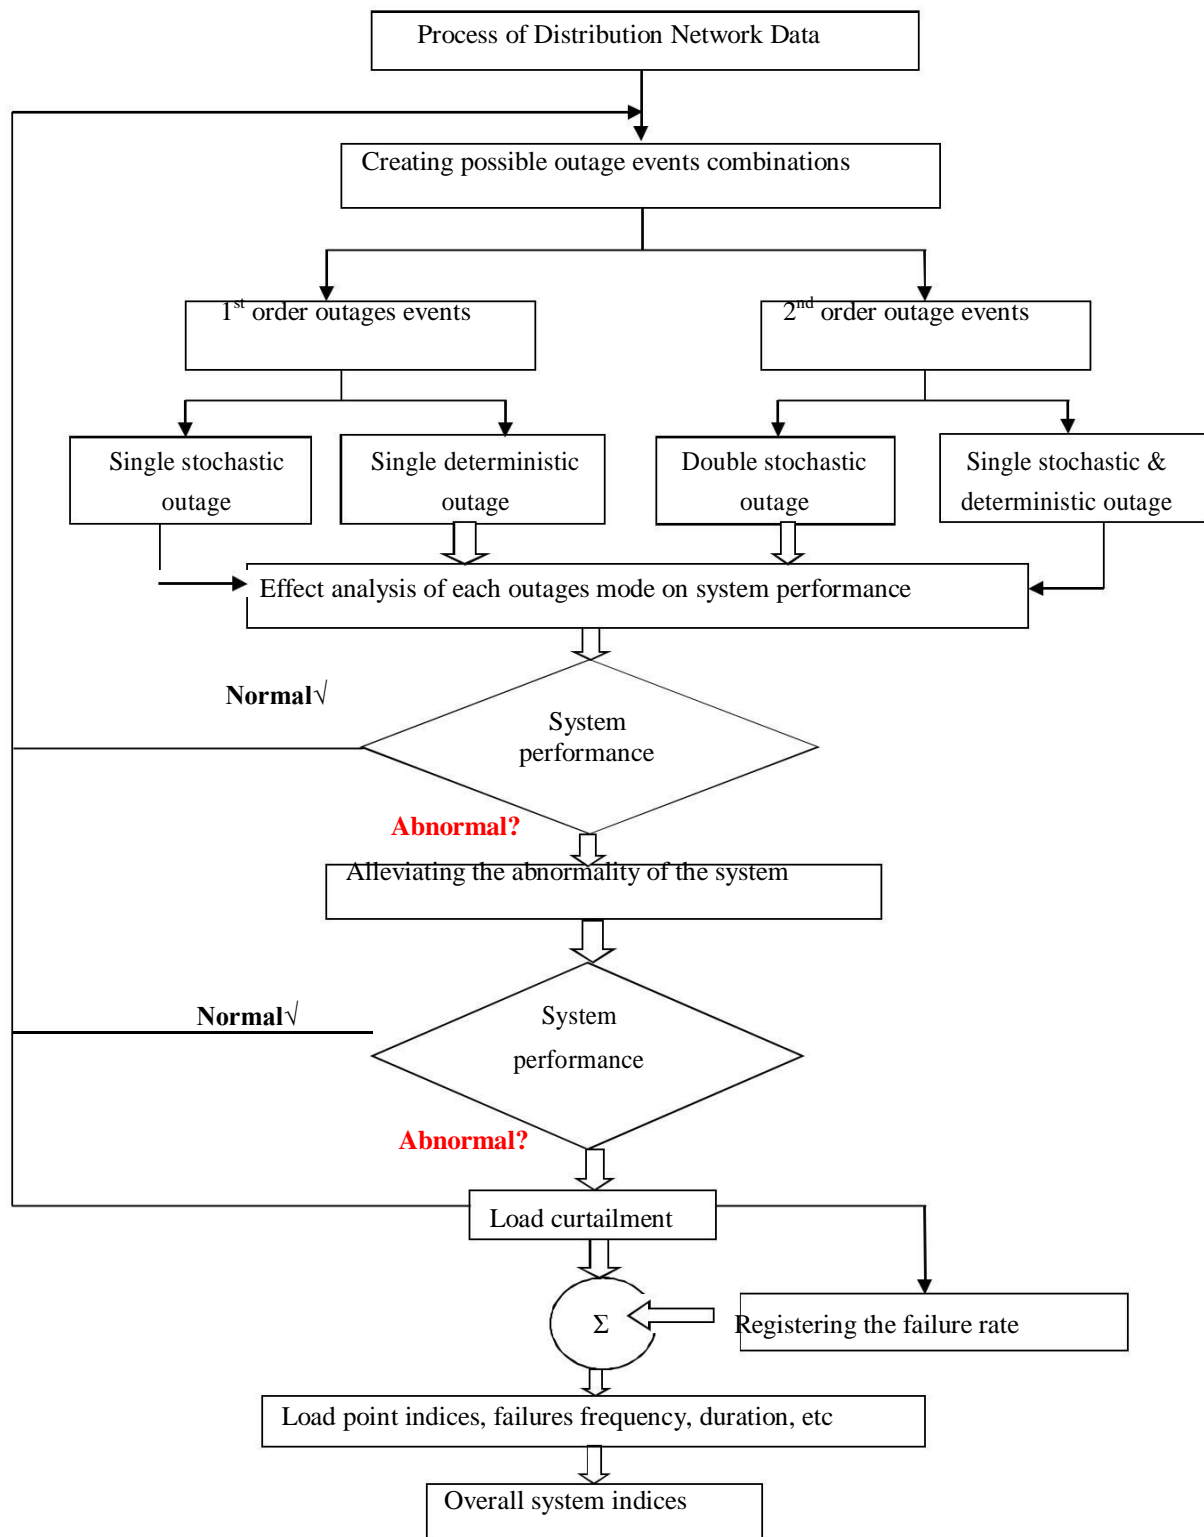 Process of Distribution Network Data
Creating possible outage events combinations
1st order outages events
2nd order outage events
Single stochastic
outage
Single deterministic
outage
Double stochastic
outage
Single stochastic &
deterministic outage
Effect analysis of each outages mode on system performance
Normal√
System
performance
Abnormal?
Alleviating the abnormality of the system
Normal√
System
performance
Abnormal?
Load curtailment
Σ
Registering the failure rate
Load point indices, failures frequency, duration, etc
Overall system indices